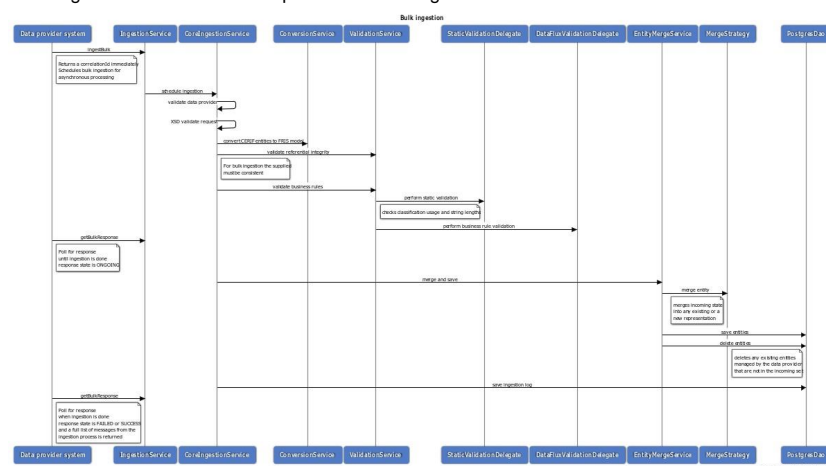 Bulk ingestion
Data provider system
IngestionService
CoreIngestionService
ConversionService
ValidationService
StaticValidationDelegate
DataFluxValidationDelegate
EntityMergeService
MergeStrategy
PostgresDao
ingestBulk
Returns a correlationId immediately
Schedules bulk ingestion for
asynchronous processing
schedule ingestion
validate data provider
XSD validate request
convert CERIF entities to FRIS model
validate referential integrity
For bulk ingestion the supplied
must be consistent
validate business rules
perform static validation
checks classification usage and string lengths
perform business rule validation
getBulkResponse
Poll for response
until ingestion is done
response state is ONGOING
merge and save
merge entity
merges incoming state
into any existing or a
new representation
save entities
delete entities
deletes any existing entities
managed by the data provider
that are not in the incoming set
save ingestion log
getBulkResponse
Poll for response
when ingestion is done
response state is FAILED or SUCCESS
and a full list of messages from the
ingestion process is returned
Data provider system
IngestionService
CoreIngestionService
ConversionService
ValidationService
StaticValidationDelegate
DataFluxValidationDelegate
EntityMergeService
MergeStrategy
PostgresDao